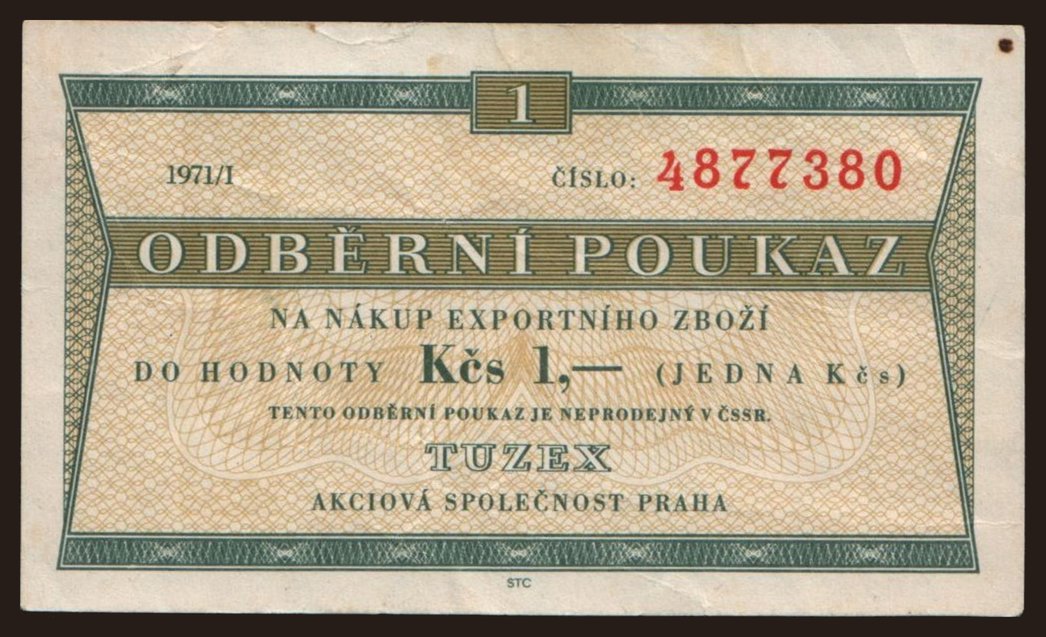 1
1971/I ČÍSLO: 4877380
ODBĚRNÍ POUKAZ
NA NÁKUP EXPORTNÍHO ZBOŽÍ
DO HODNOTY Kčs 1,— (JEDNA Kčs)
TENTO ODBĚRNÍ POUKAZ JE NEPRODEJNÝ V ČSSR.
TUZEX
AKCIOVÁ SPOLEČNOST PRAHA
STC